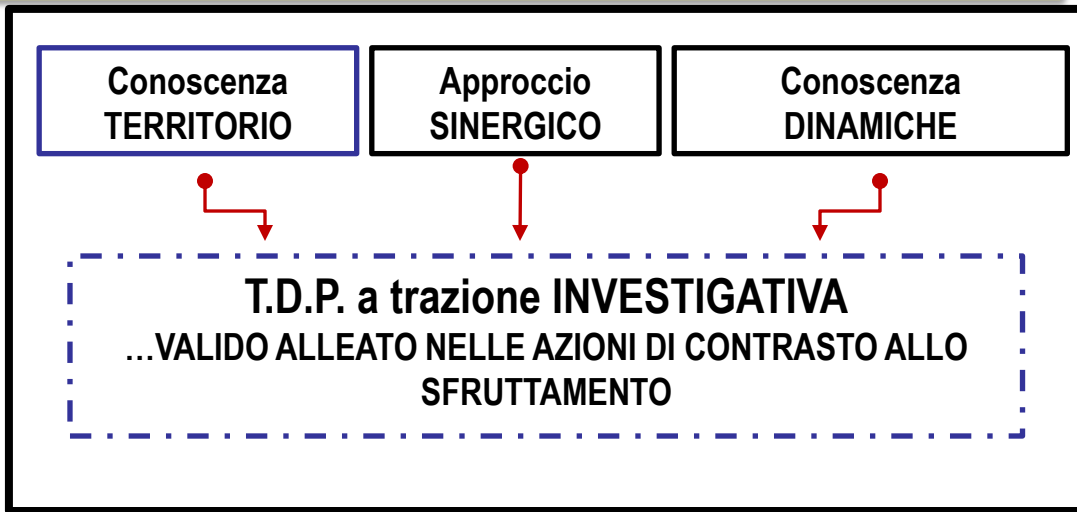 Conoscenza
TERRITORIO
Approccio
SINERGICO
Conoscenza
DINAMICHE
T.D.P. a trazione INVESTIGATIVA
...VALIDO ALLEATO NELLE AZIONI DI CONTRASTO ALLO
SFRUTTAMENTO